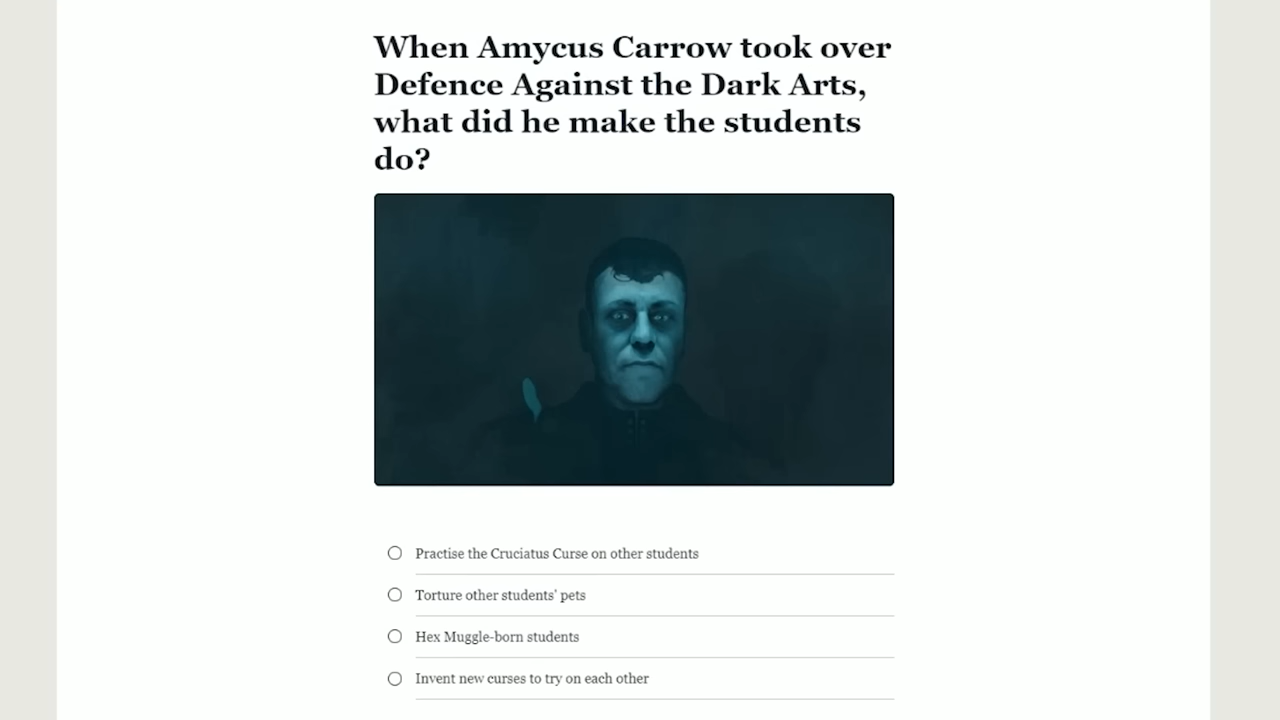 When Amycus Carrow took over
Defence Against the Dark Arts,
what did he make the students
do?
Practise the Cruciatus Curse on other students
Torture other students' pets
Hex Muggle-born students
Invent new curses to try on each other